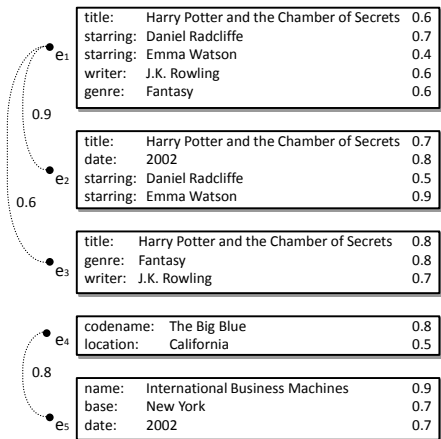 title: Harry Potter and the Chamber of Secrets 0.6
starring: Daniel Radcliffe 0.7
starring: Emma Watson 0.4
writer: J.K. Rowling 0.6
genre: Fantasy 0.6
e1
0.9
title: Harry Potter and the Chamber of Secrets 0.7
date: 2002 0.8
starring: Daniel Radcliffe 0.5
starring: Emma Watson 0.9
e2
0.6
title: Harry Potter and the Chamber of Secrets 0.8
genre: Fantasy 0.8
writer: J.K. Rowling 0.7
e3
codename: The Big Blue 0.8
location: California 0.5
e4
0.8
name: International Business Machines 0.9
base: New York 0.7
date: 2002 0.7
e5